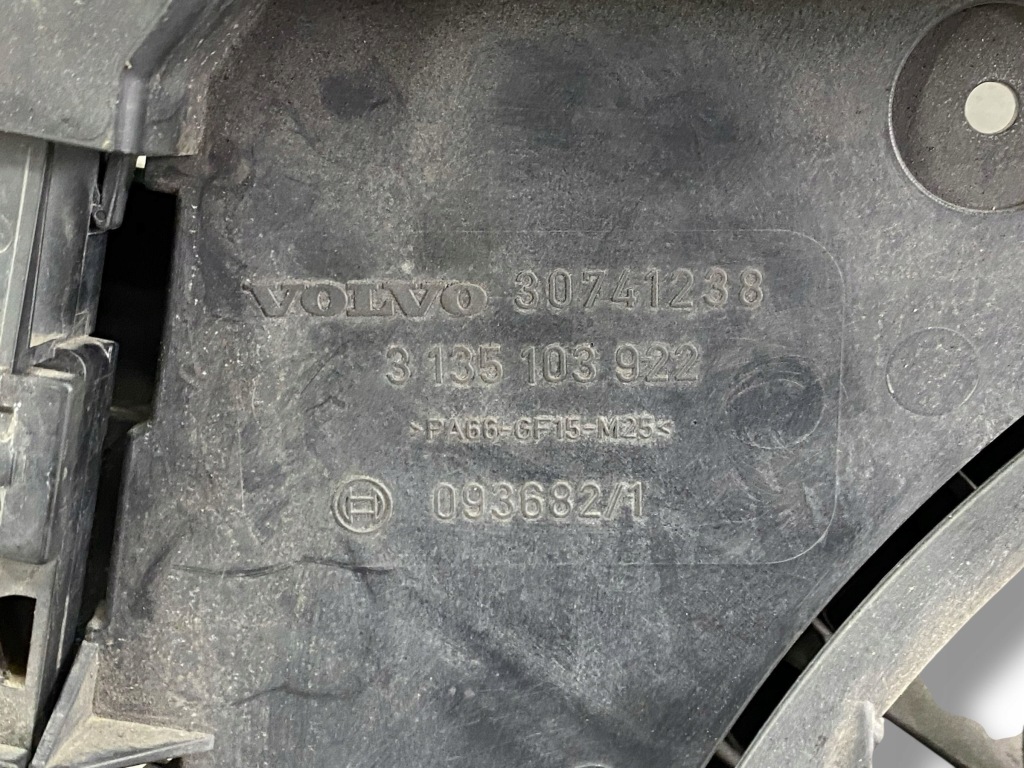 VOLVO 30741238
3 135 103 922
>PA66-GF15-M25<
093682/1